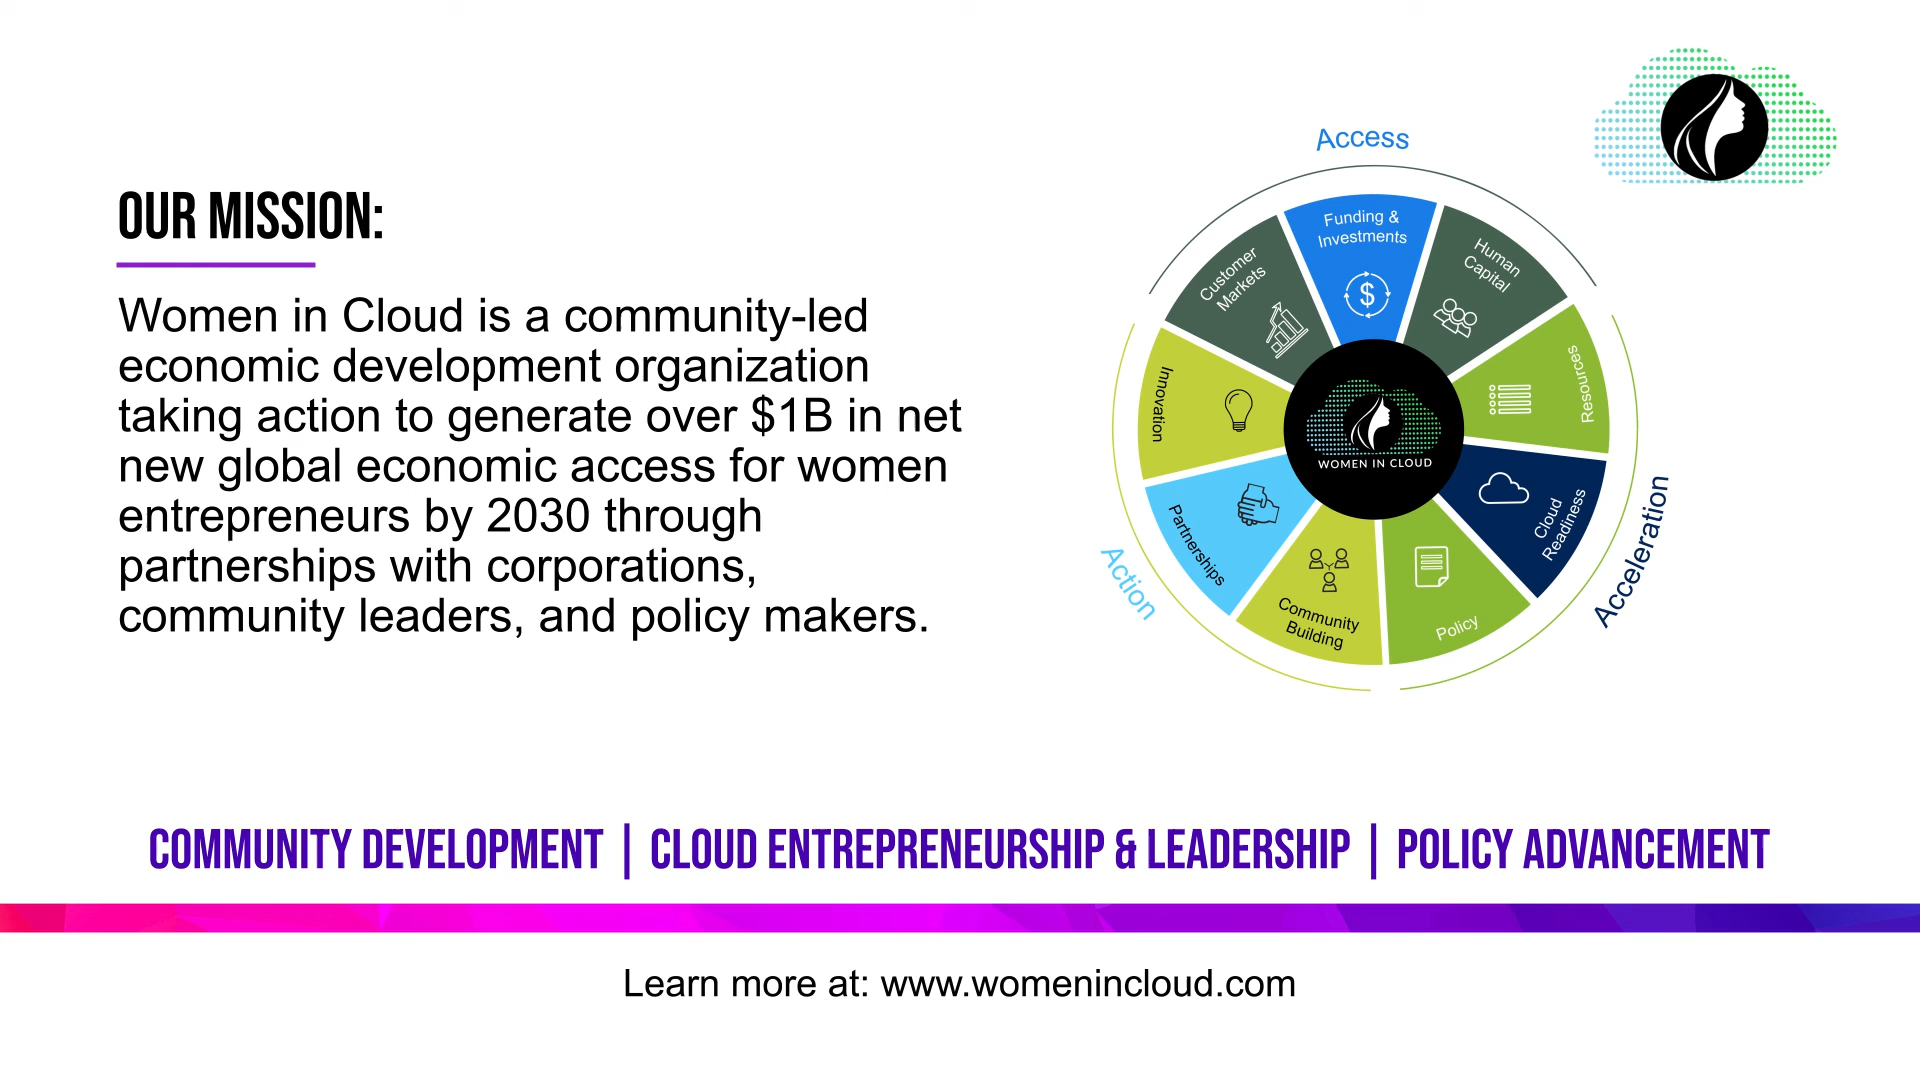 OUR MISSION:
Women in Cloud is a community-led
economic development organization
taking action to generate over $1B in net
new global economic access for women
entrepreneurs by 2030 through
partnerships with corporations,
community leaders, and policy makers.
Access
Funding &
Investments
$
Human
Capital
Resources
Cloud
Readiness
Acceleration
Policy
Community
Building
Partnerships
Action
Innovation
Customer
Markets
WOMEN IN CLOUD
COMMUNITY DEVELOPMENT | CLOUD ENTREPRENEURSHIP & LEADERSHIP | POLICY ADVANCEMENT
Learn more at: www.womenincloud.com